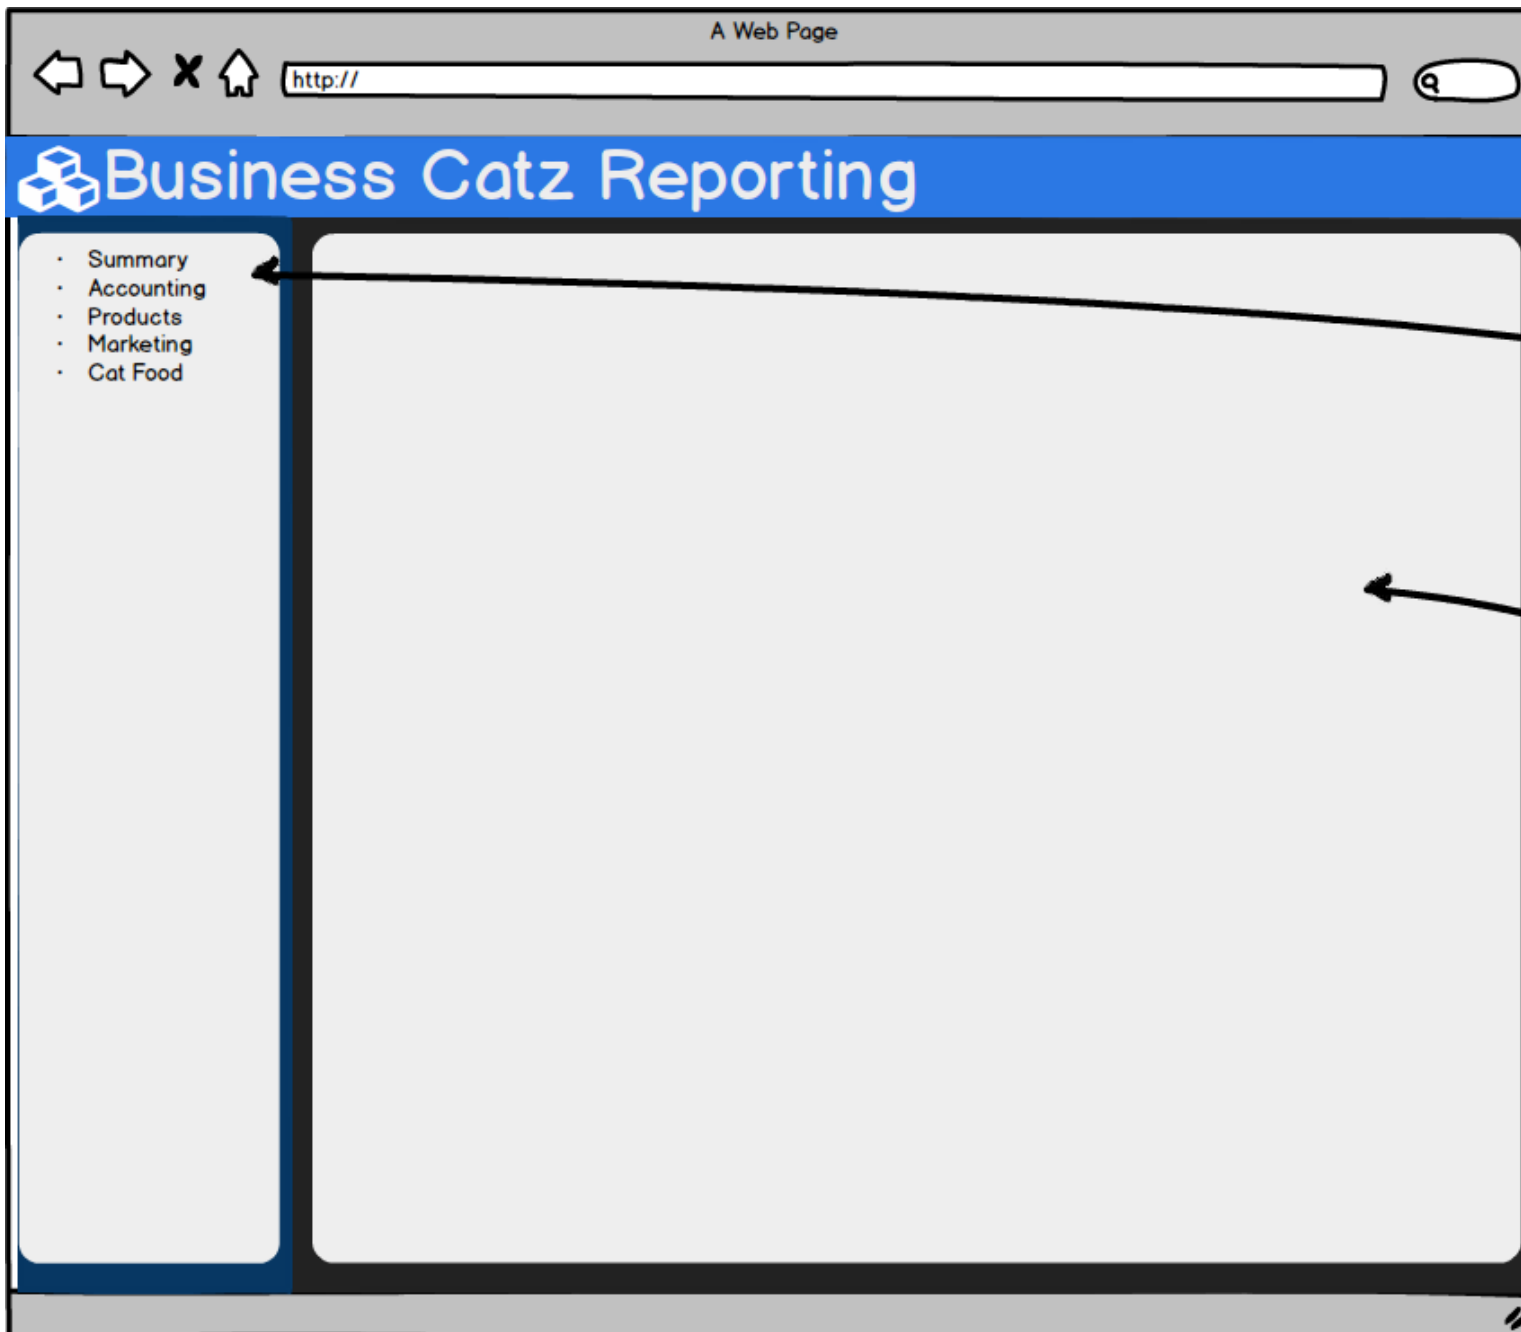 A Web Page
http://
Business Catz Reporting
· Summary
· Accounting
· Products
· Marketing
· Cat Food